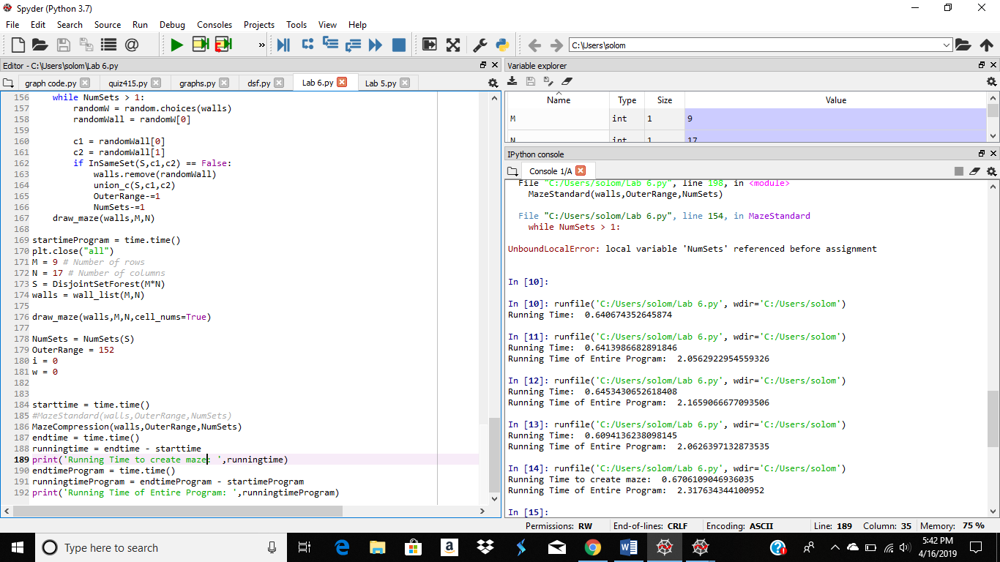 Spyder (Python 3.7)
File Edit Search Source Run Debug Consoles Projects Tools View Help
» C:\Users\solom
Editor - C:\Users\solom\Lab 6.py
graph code.py quiz415.py graphs.py dsf.py Lab 6.py Lab 5.py
156 while NumSets > 1:
157 randomW = random.choices(walls)
158 randomWall = randomW[0]
159
160 c1 = randomWall[0]
161 c2 = randomWall[1]
162 if InSameSet(S,c1,c2) == False:
163 walls.remove(randomWall)
164 union_c(S,c1,c2)
165 OuterRange-=1
166 NumSets-=1
167 draw_maze(walls,M,N)
168
169 startimeProgram = time.time()
170 plt.close("all")
171 M = 9 # Number of rows
172 N = 17 # Number of columns
173 S = DisjointSetForest(M*N)
174 walls = wall_list(M,N)
175
176 draw_maze(walls,M,N,cell_nums=True)
177
178 NumSets = NumSets(S)
179 OuterRange = 152
180 i = 0
181 w = 0
182
183
184 starttime = time.time()
185 #MazeStandard(walls,OuterRange,NumSets)
186 MazeCompression(walls,OuterRange,NumSets)
187 endtime = time.time()
188 runningtime = endtime - starttime
189 print('Running Time to create maze: ',runningtime)
190 endtimeProgram = time.time()
191 runningtimeProgram = endtimeProgram - startimeProgram
192 print('Running Time of Entire Program: ',runningtimeProgram)
Variable explorer
Name Type Size Value
M int 1 9
N int 1 17
IPython console
Console 1/A
File "C:/Users/solom/Lab 6.py", line 198, in <module>
MazeStandard(walls,OuterRange,NumSets)
File "C:/Users/solom/Lab 6.py", line 154, in MazeStandard
while NumSets > 1:
UnboundLocalError: local variable 'NumSets' referenced before assignment
In [10]:
In [10]: runfile('C:/Users/solom/Lab 6.py', wdir='C:/Users/solom')
Running Time:  0.640674352645874
In [11]: runfile('C:/Users/solom/Lab 6.py', wdir='C:/Users/solom')
Running Time:  0.6413986682891846
Running Time of Entire Program:  2.0562922954559326
In [12]: runfile('C:/Users/solom/Lab 6.py', wdir='C:/Users/solom')
Running Time:  0.6453430652618408
Running Time of Entire Program:  2.1659066677093506
In [13]: runfile('C:/Users/solom/Lab 6.py', wdir='C:/Users/solom')
Running Time:  0.6094136238098145
Running Time of Entire Program:  2.0626397132873535
In [14]: runfile('C:/Users/solom/Lab 6.py', wdir='C:/Users/solom')
Running Time to create maze:  0.6706109046936035
Running Time of Entire Program:  2.317634344100952
In [15]:
Permissions: RW End-of-lines: CRLF Encoding: ASCII Line: 189 Column: 35 Memory: 75 %
Type here to search
5:42 PM
4/16/2019